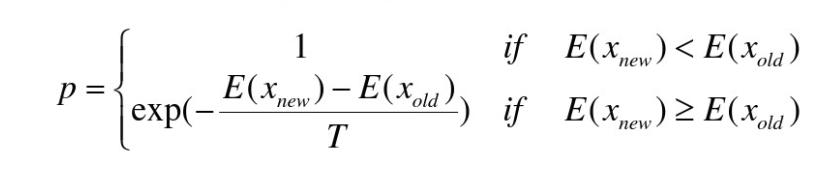 p = { 1 if E(x_new) < E(x_old)
exp(-(E(x_new) - E(x_old))/T) if E(x_new) ≥ E(x_old)